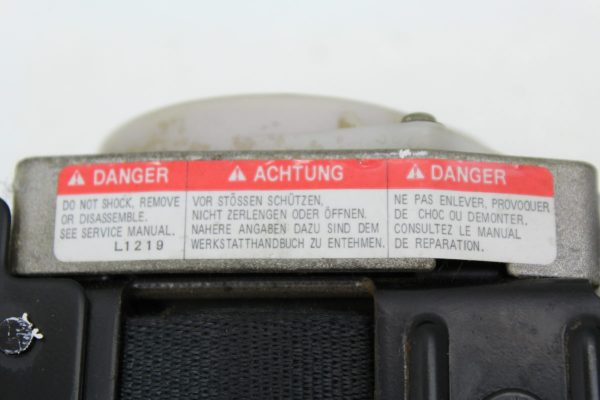 DANGER
DO NOT SHOCK, REMOVE
OR DISASSEMBLE.
SEE SERVICE MANUAL.
L1219
ACHTUNG
VOR STÖSSEN SCHÜTZEN,
NICHT ZERLENGEN ODER ÖFFNEN.
NAHERE ANGABEN DAZU SIND DEM
WERKSTATTHANDBUCH ZU ENTEHMEN.
DANGER
NE PAS ENLEVER, PROVOQUER
DE CHOC OU DEMONTER.
CONSULTEZ LE MANUAL
DE REPARATION.